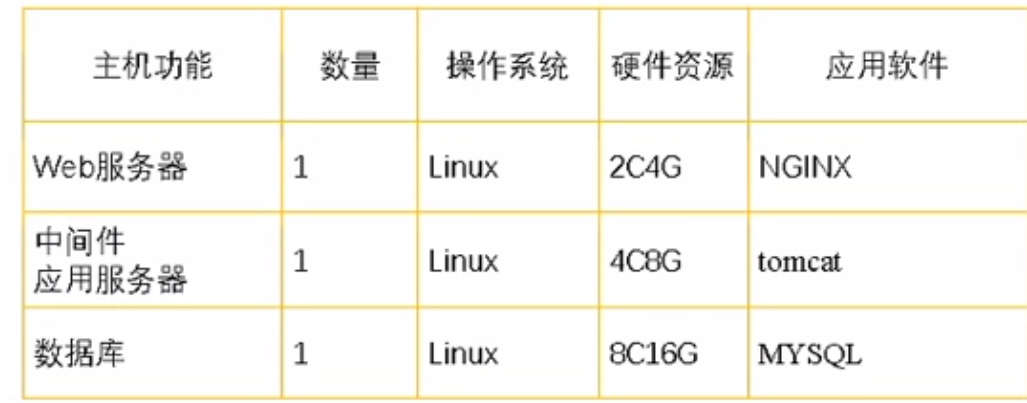 主机功能 数量 操作系统 硬件资源 应用软件
Web服务器 1 Linux 2C4G NGINX
中间件
应用服务器 1 Linux 4C8G tomcat
数据库 1 Linux 8C16G MYSQL